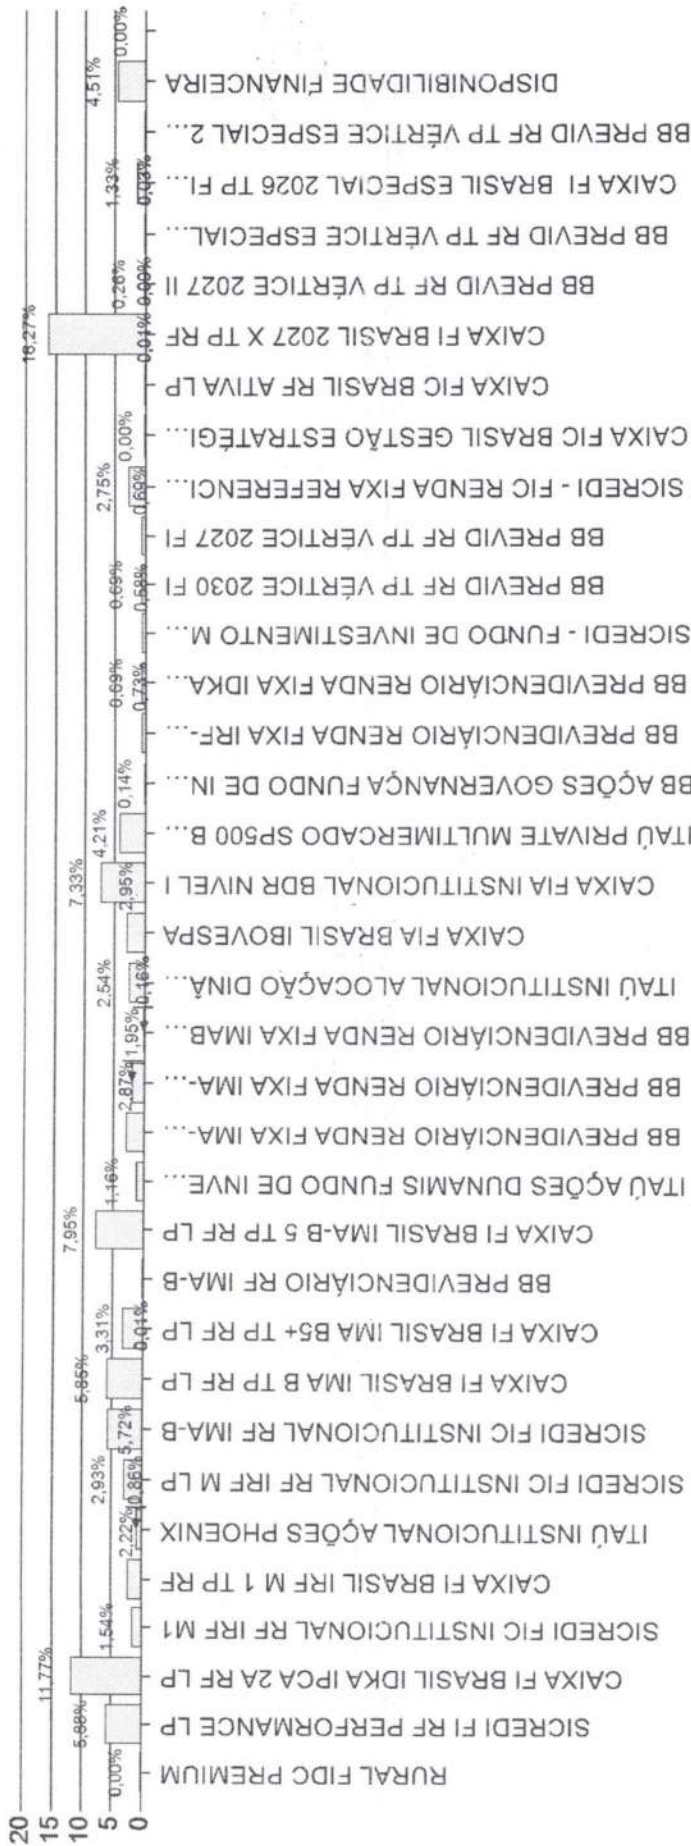 20
15
10
5
0
0,00%
5,88%
11,77%
1,54%
2,22%
0,86%
2,93%
5,72%
5,85%
3,31%
0,01%
7,95%
1,16%
2,87%
1,95%
0,16%
2,54%
2,95%
7,33%
4,21%
0,14%
0,73%
0,69%
0,58%
0,69%
0,69%
2,75%
0,00%
0,01%
16,27%
0,00%
0,26%
0,03%
1,33%
4,51%
0,00%
RURAL FIDC PREMIUM
SICREDI FI RF PERFORMANCE LP
CAIXA FI BRASIL IDKA IPCA 2A RF LP
SICREDI FIC INSTITUCIONAL RF IRF M1
CAIXA FI BRASIL IRF M 1 TP RF
ITAÚ INSTITUCIONAL AÇÕES PHOENIX
SICREDI FIC INSTITUCIONAL RF IRF M LP
SICREDI FIC INSTITUCIONAL RF IMA-B
CAIXA FI BRASIL IMA B TP RF LP
CAIXA FI BRASIL IMA B5+ TP RF LP
BB PREVIDENCIÁRIO RF IMA-B
CAIXA FI BRASIL IMA-B 5 TP RF LP
ITAÚ AÇÕES DUNAMIS FUNDO DE INVE...
BB PREVIDENCIÁRIO RENDA FIXA IMA-...
BB PREVIDENCIÁRIO RENDA FIXA IMA-...
BB PREVIDENCIÁRIO RENDA FIXA IMAB...
ITAÚ INSTITUCIONAL ALOCAÇÃO DINÂ...
CAIXA FIA BRASIL IBOVESPA
CAIXA FIA INSTITUCIONAL BDR NIVEL I
ITAÚ PRIVATE MULTIMERCADO SP500 B...
BB AÇÕES GOVERNANÇA FUNDO DE IN...
BB PREVIDENCIÁRIO RENDA FIXA IRF-...
BB PREVIDENCIÁRIO RENDA FIXA IDKA...
SICREDI - FUNDO DE INVESTIMENTO M...
BB PREVID RF TP VÉRTICE 2030 FI
BB PREVID RF TP VÉRTICE 2027 FI
SICREDI - FIC RENDA FIXA REFERENCI...
CAIXA FIC BRASIL GESTÃO ESTRATÉGI...
CAIXA FIC BRASIL RF ATIVA LP
CAIXA FI BRASIL 2027 X TP RF
BB PREVID RF TP VÉRTICE 2027 II
BB PREVID RF TP VÉRTICE ESPECIAL...
CAIXA FI BRASIL ESPECIAL 2026 TP FI...
BB PREVID RF TP VÉRTICE ESPECIAL 2...
DISPONIBILIDADE FINANCEIRA